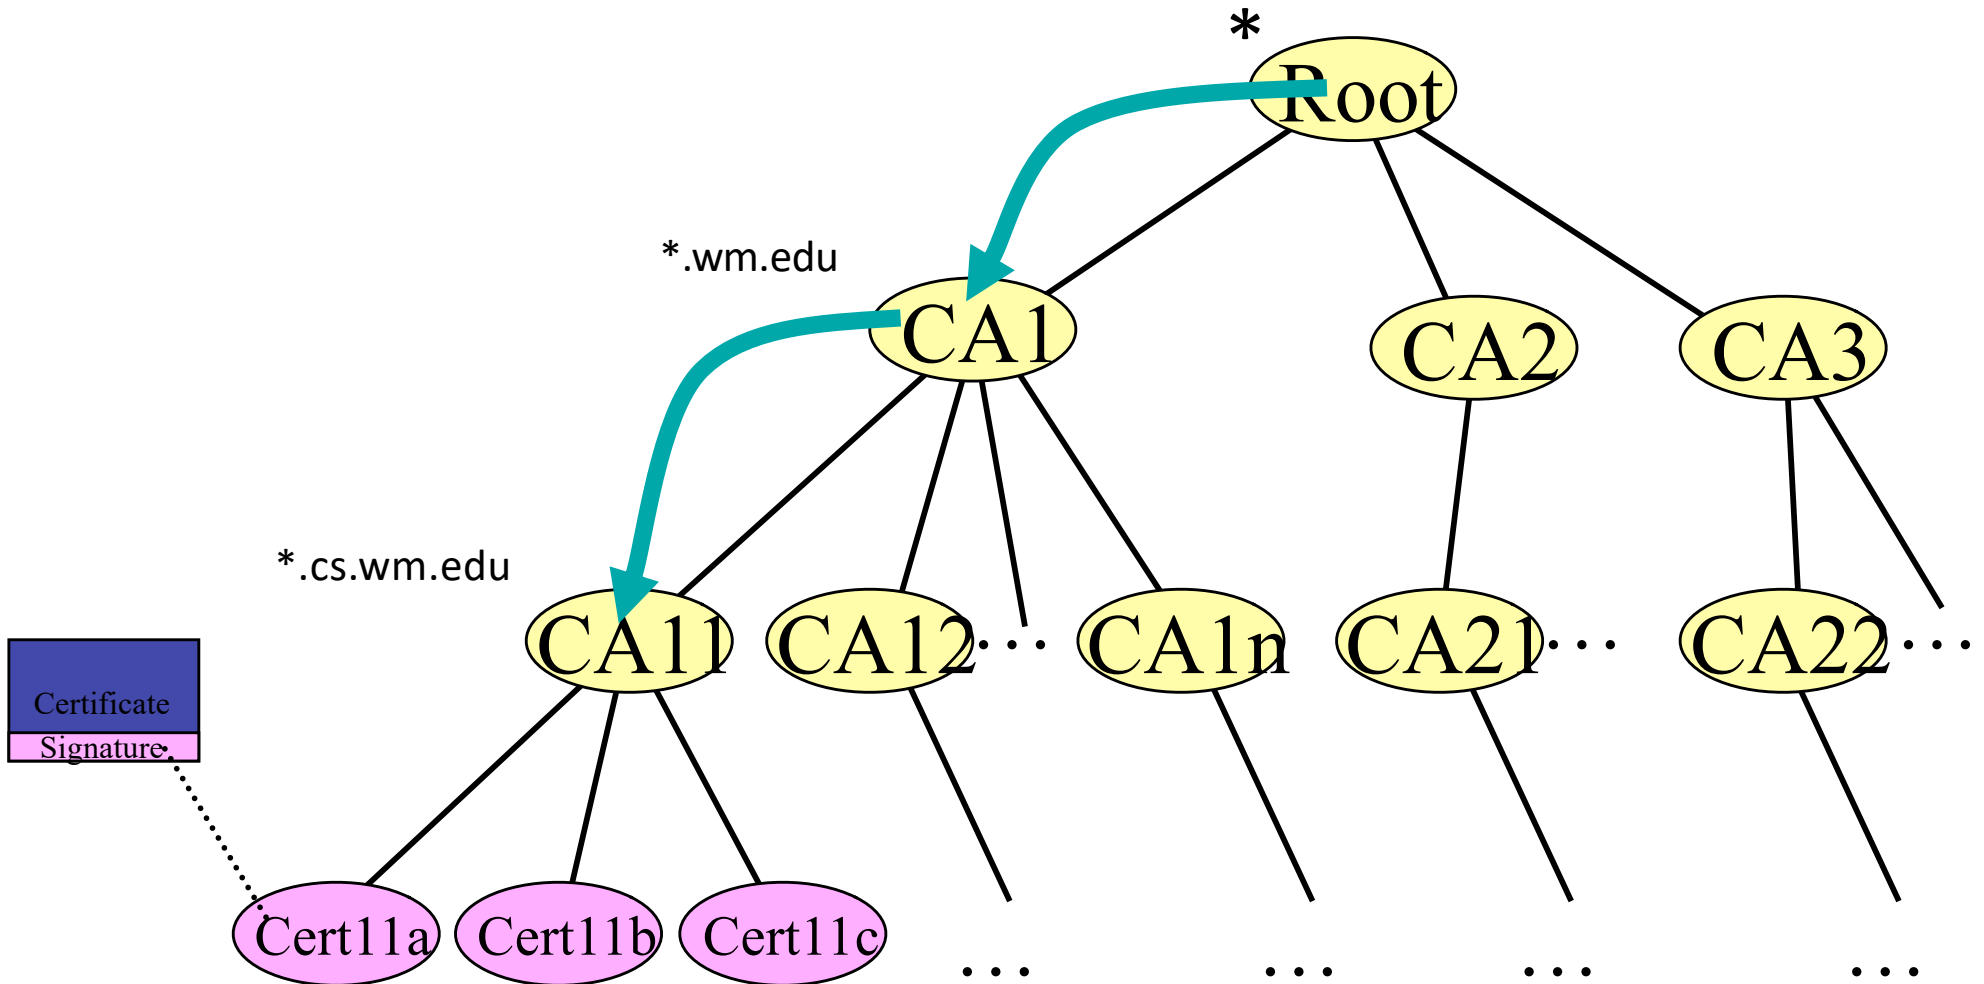 *
Root
*.wm.edu
CA1
CA2
CA3
*.cs.wm.edu
CA11
CA12
...
CA1n
CA21
...
CA22
...
Certificate
Signature
Cert11a
Cert11b
Cert11c
...
...
...
...